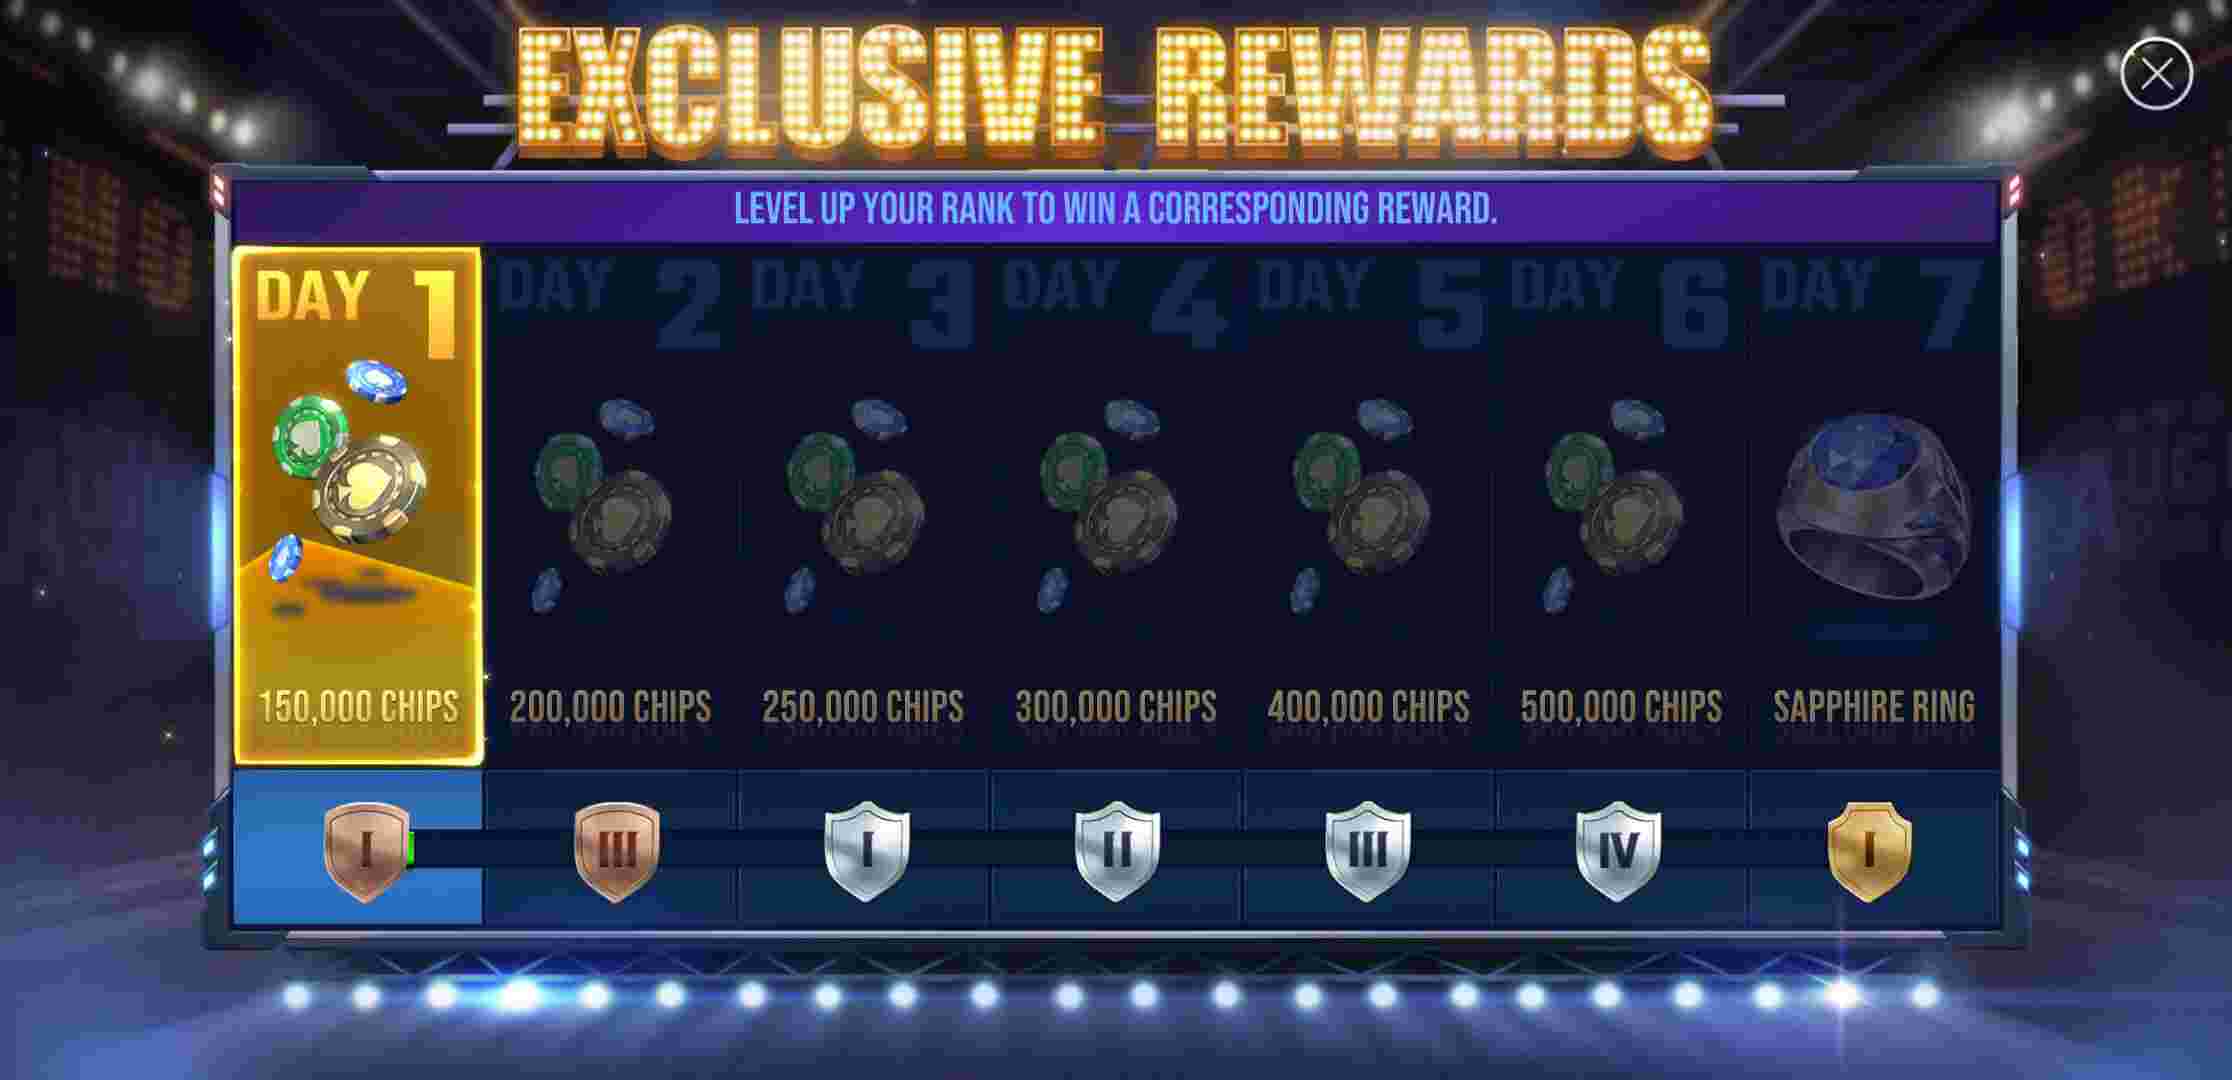 EXCLUSIVE REWARDS
LEVEL UP YOUR RANK TO WIN A CORRESPONDING REWARD.
DAY 1
DAY 2
DAY 3
DAY 4
DAY 5
DAY 6
DAY 7
150,000 CHIPS
200,000 CHIPS
250,000 CHIPS
300,000 CHIPS
400,000 CHIPS
500,000 CHIPS
SAPPHIRE RING
I
III
I
II
III
IV
I